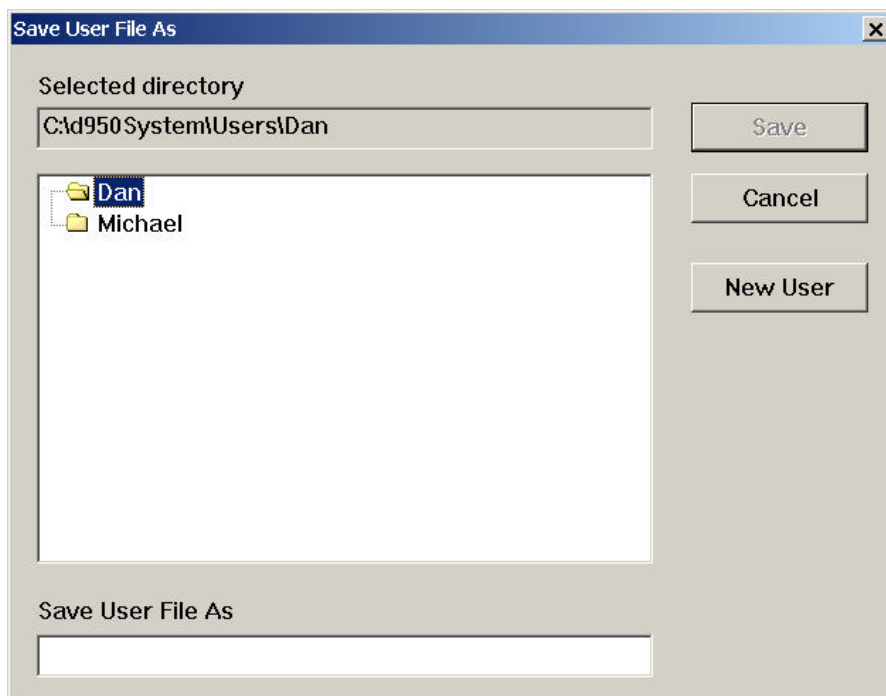 Save User File As
Selected directory
C:\d950System\Users\Dan
Save
Dan
Cancel
Michael
New User
Save User File As